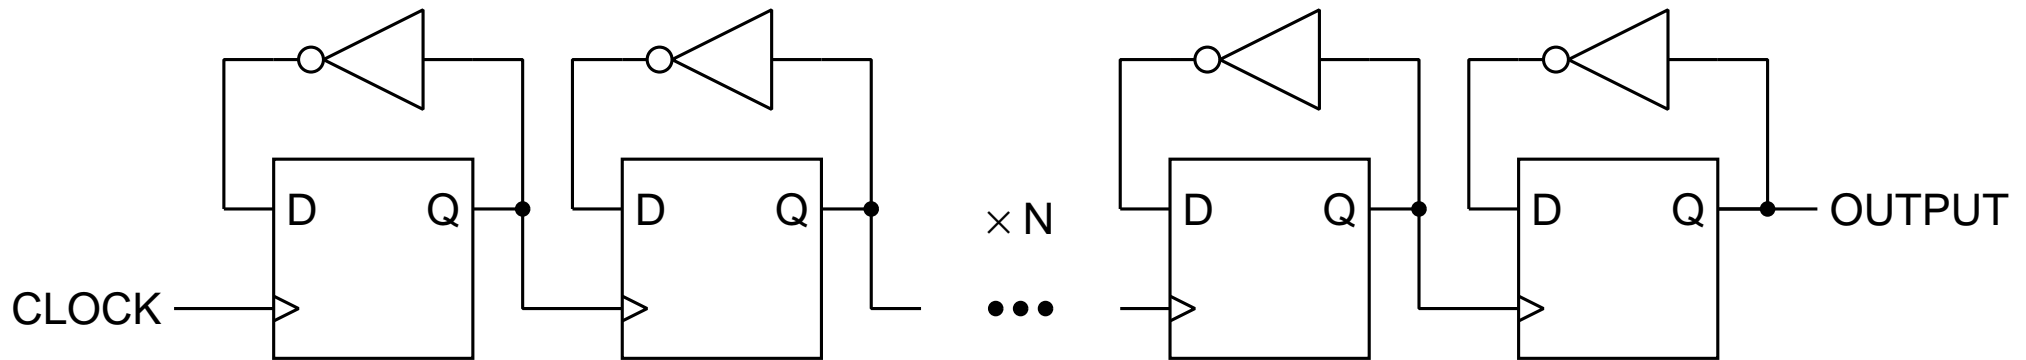 D Q D Q × N D Q D Q OUTPUT
CLOCK